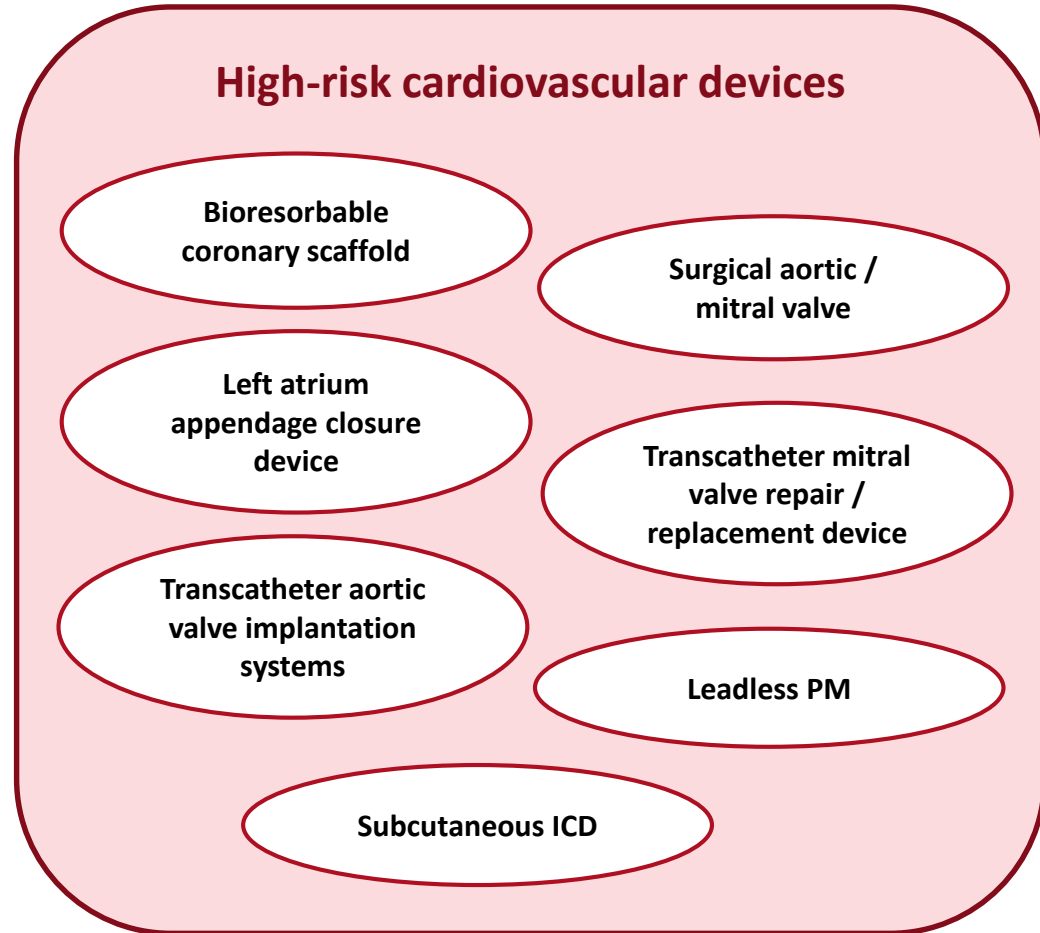 High-risk cardiovascular devices
Bioresorbable
coronary scaffold
Surgical aortic /
mitral valve
Left atrium
appendage closure
device
Transcatheter mitral
valve repair /
replacement device
Transcatheter aortic
valve implantation
systems
Leadless PM
Subcutaneous ICD